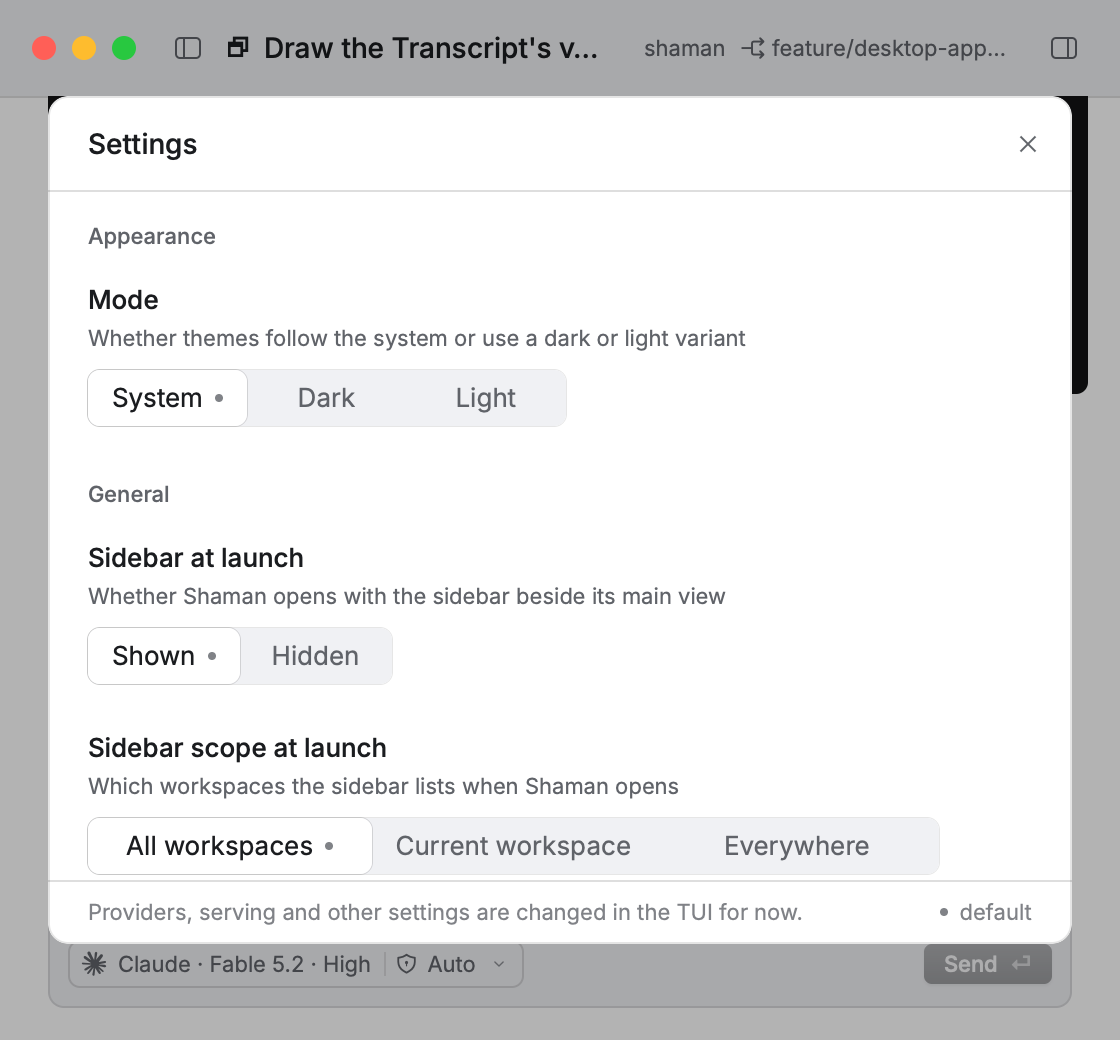 Draw the Transcript's v...
shaman
feature/desktop-app...
Settings
Appearance
Mode
Whether themes follow the system or use a dark or light variant
System • Dark Light
General
Sidebar at launch
Whether Shaman opens with the sidebar beside its main view
Shown • Hidden
Sidebar scope at launch
Which workspaces the sidebar lists when Shaman opens
All workspaces • Current workspace Everywhere
Providers, serving and other settings are changed in the TUI for now.
• default
Claude · Fable 5.2 · High
Auto
Send